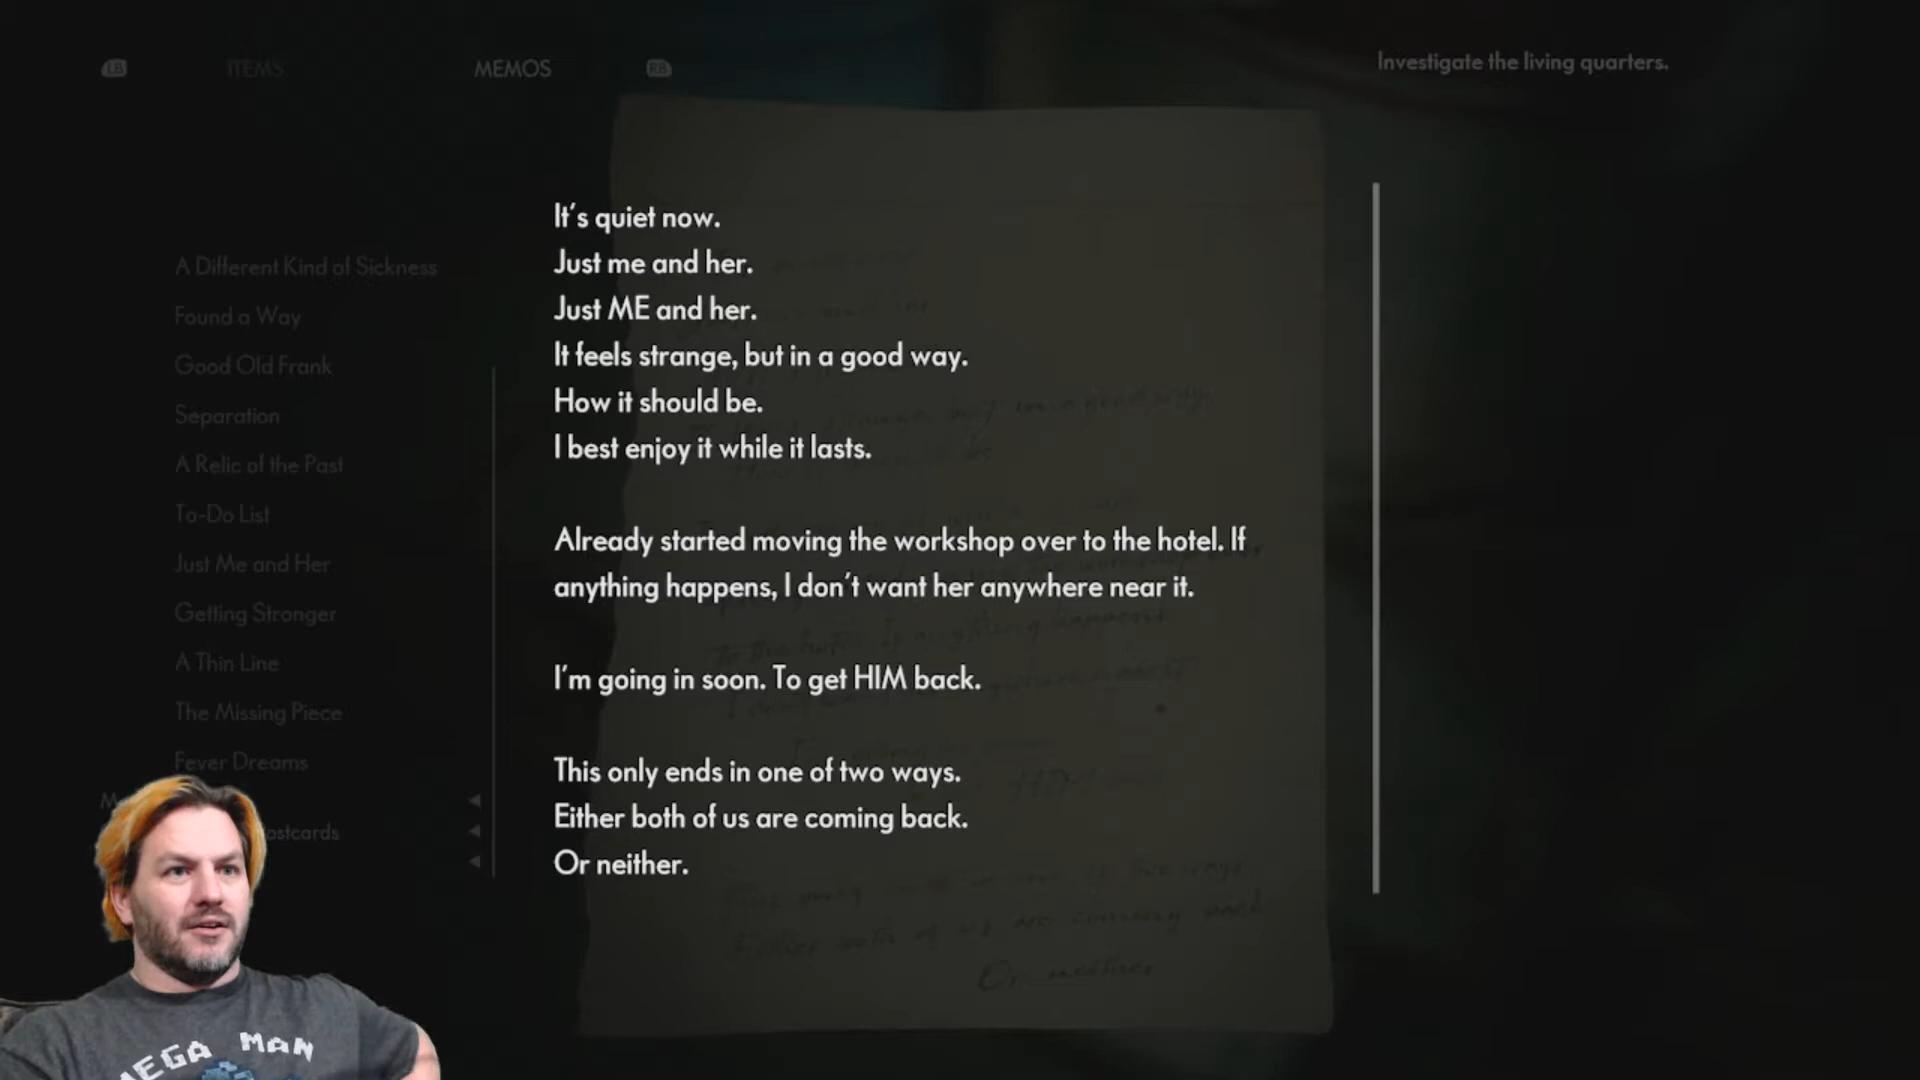 LB
ITEMS
MEMOS
RB
Investigate the living quarters.
A Different Kind of Sickness
Found a Way
Good Old Frank
Separation
A Relic of the Past
To-Do List
Just Me and Her
Getting Stronger
A Thin Line
The Missing Piece
Fever Dreams
It's quiet now.
Just me and her.
Just ME and her.
It feels strange, but in a good way.
How it should be.
I best enjoy it while it lasts.
Already started moving the workshop over to the hotel. If
anything happens, I don't want her anywhere near it.
I'm going in soon. To get HIM back.
This only ends in one of two ways.
Either both of us are coming back.
Or neither.
MEGA MAN